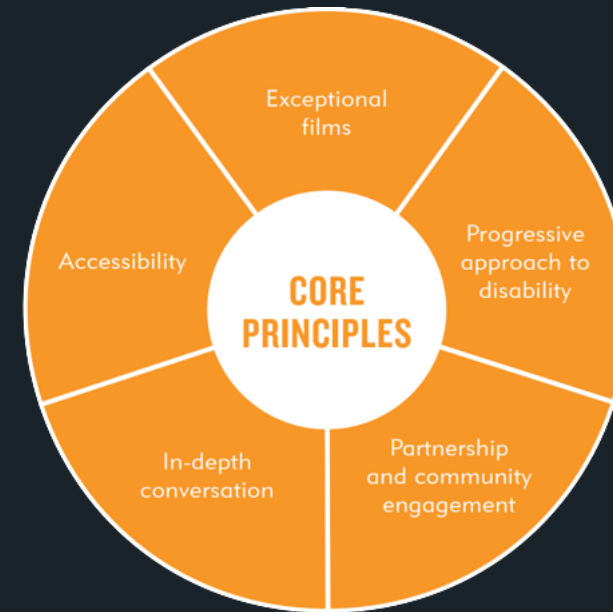 Exceptional
films
Progressive
approach to
disability
Partnership
and community
engagement
In-depth
conversation
Accessibility
CORE
PRINCIPLES